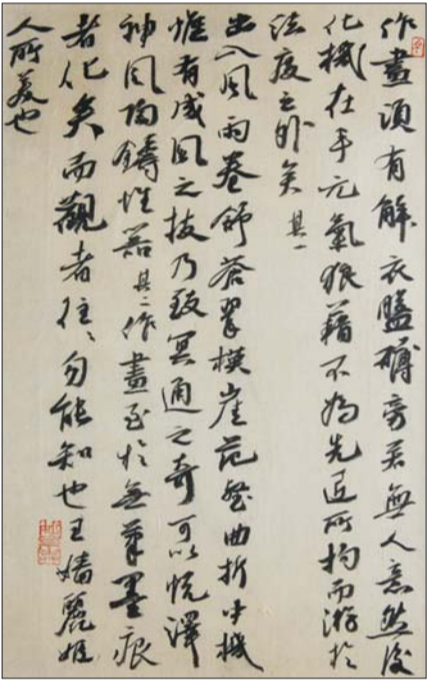 作畫須有解衣盤礴旁若無人意然後
化機在手元氣狼藉不為先匠所拘而游於
法度之外矣其一
出入風雨卷舒蒼翠模崖范壑曲折中機
惟有成風之技乃致冥通之奇可以悅澤
神風陶鑄性器其二作畫至於無筆墨痕
者化矣而觀者往〻勿能知也王嬙麗姬
人所美也